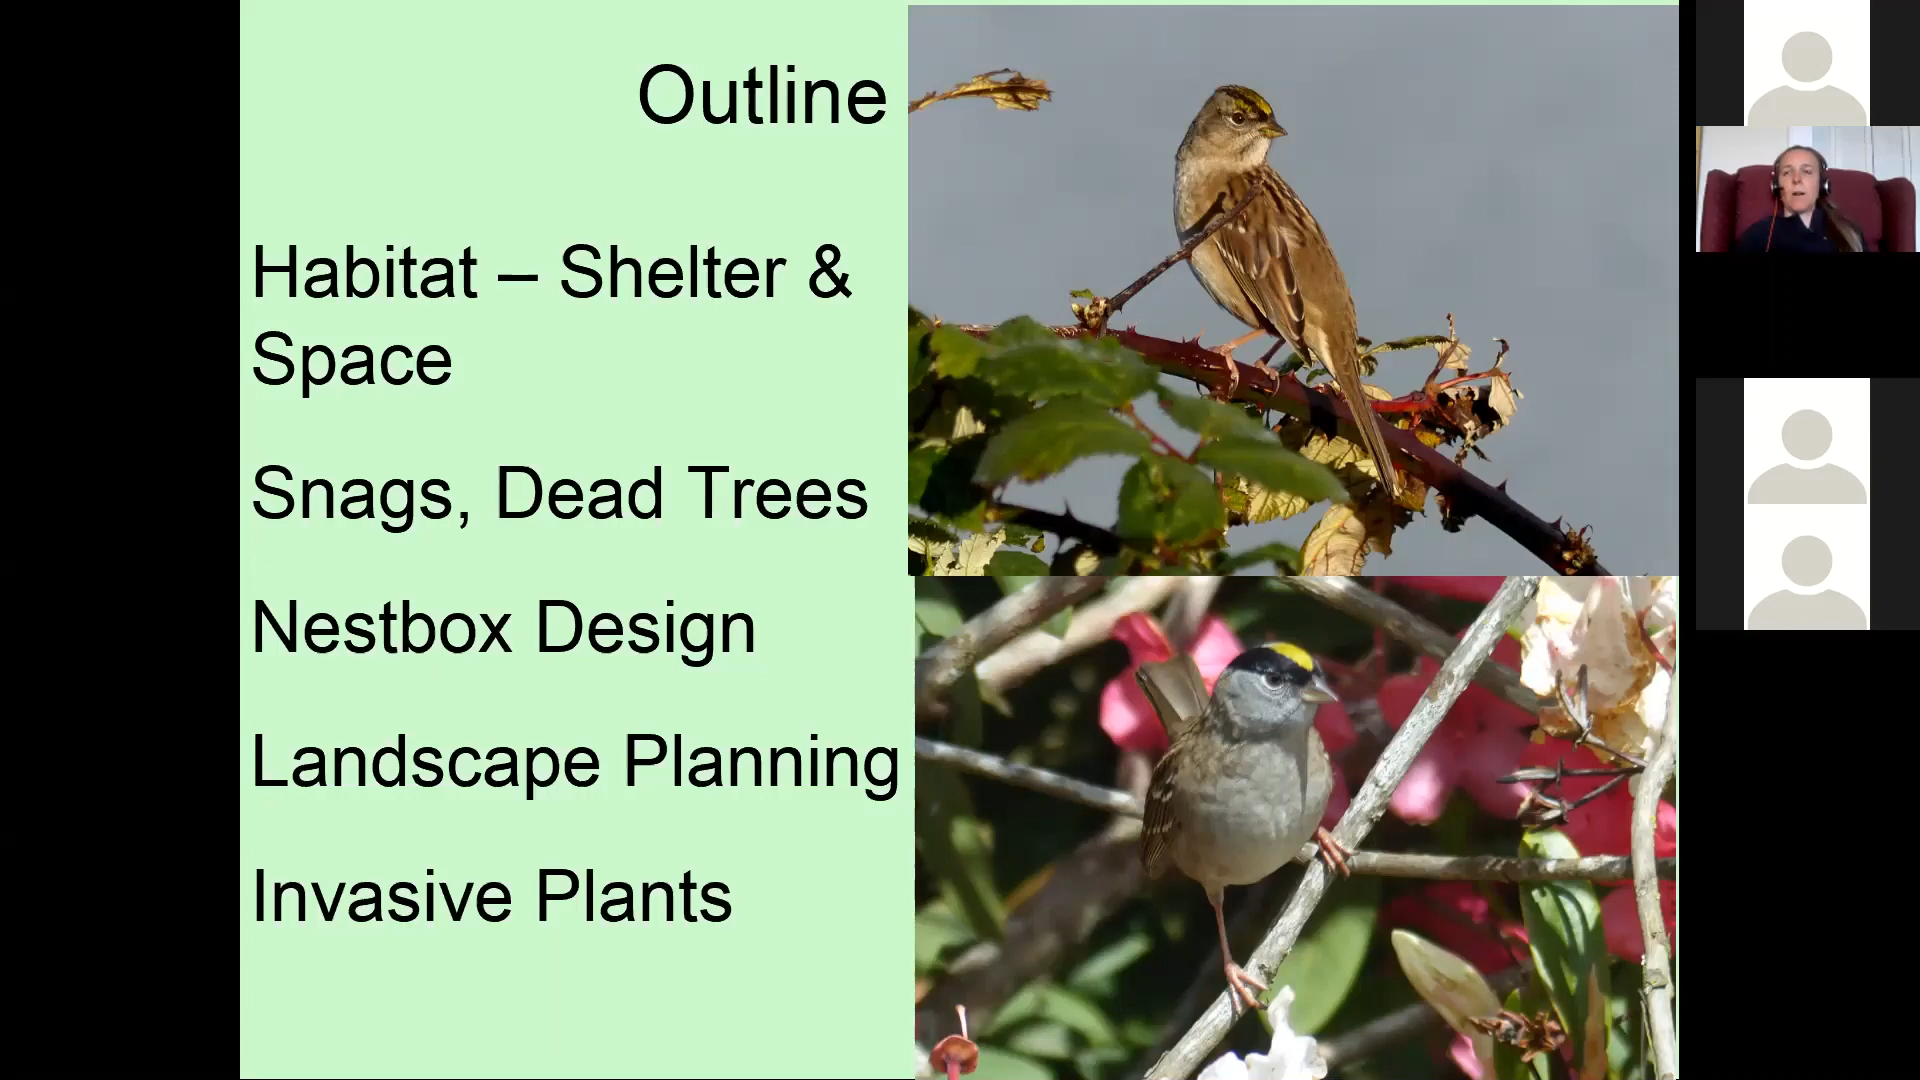 Outline
Habitat – Shelter &
Space
Snags, Dead Trees
Nestbox Design
Landscape Planning
Invasive Plants